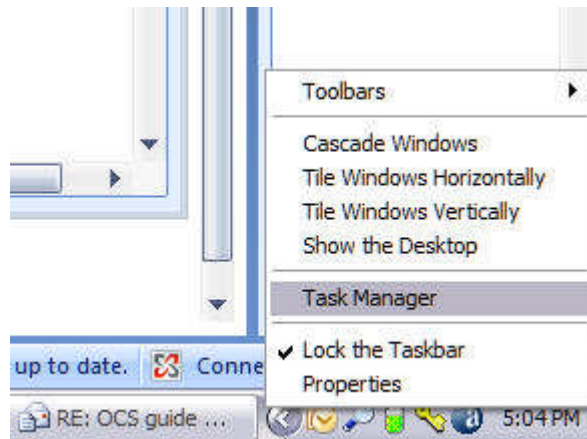 Toolbars
Cascade Windows
Tile Windows Horizontally
Tile Windows Vertically
Show the Desktop
Task Manager
Lock the Taskbar
Properties
up to date. Conne
RE: OCS guide ... 5:04 PM